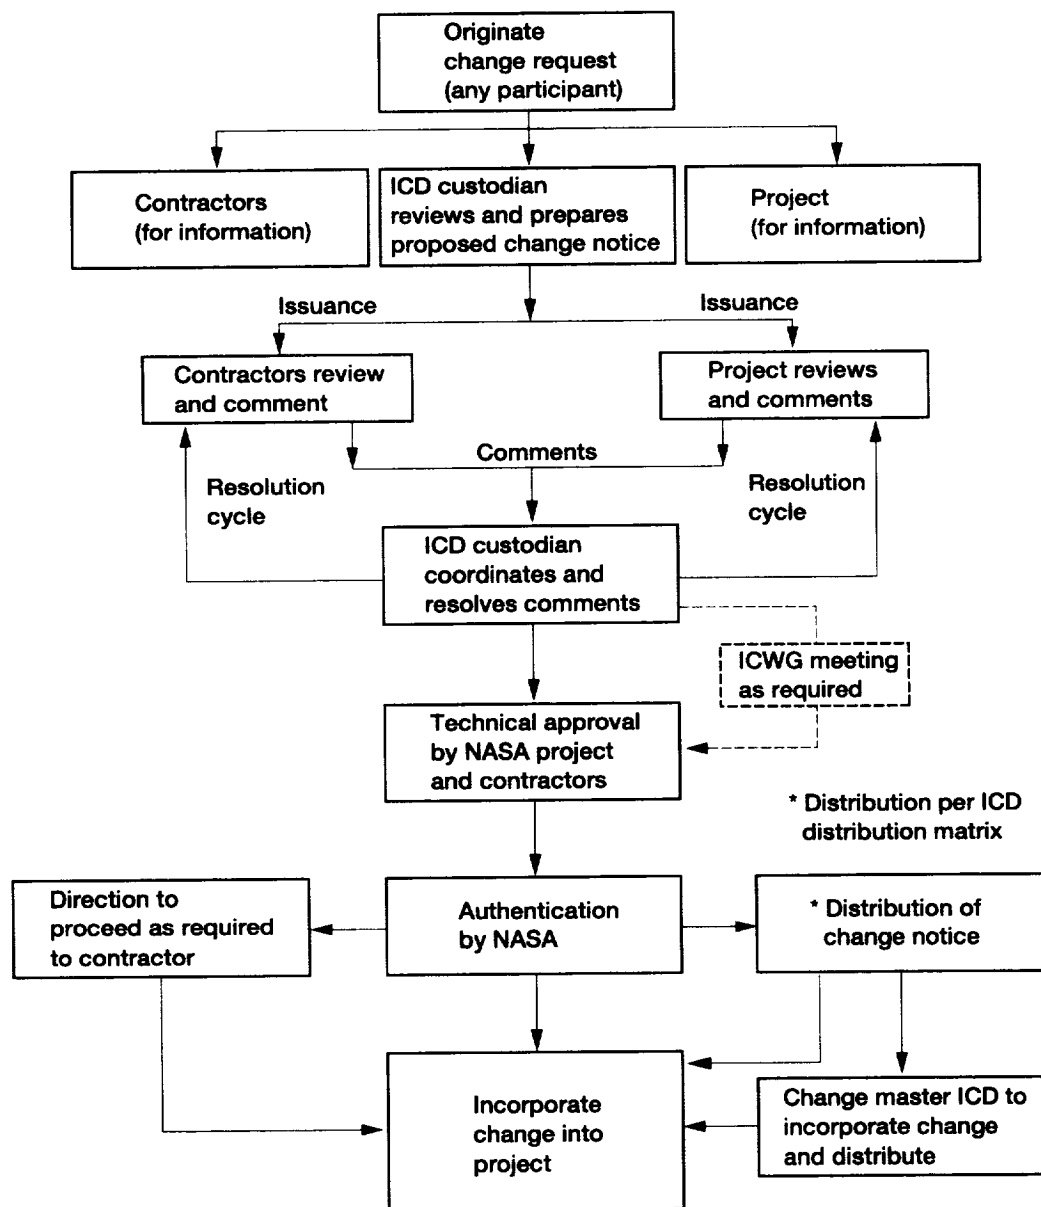 Originate
change request
(any participant)
Contractors
(for information)
ICD custodian
reviews and prepares
proposed change notice
Project
(for information)
Issuance
Issuance
Contractors review
and comment
Project reviews
and comments
Comments
Resolution
cycle
Resolution
cycle
ICD custodian
coordinates and
resolves comments
ICWG meeting
as required
Technical approval
by NASA project
and contractors
* Distribution per ICD
distribution matrix
Direction to
proceed as required
to contractor
Authentication
by NASA
* Distribution of
change notice
Incorporate
change into
project
Change master ICD to
incorporate change
and distribute